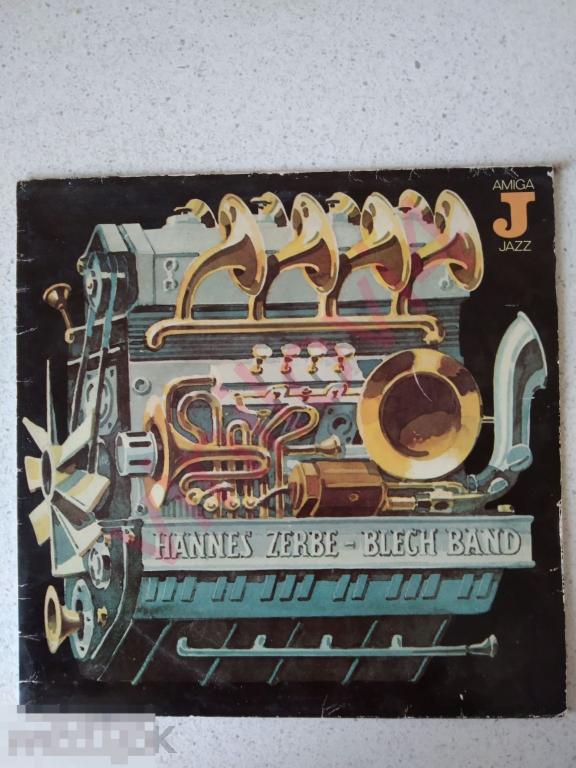 AMIGA
J
JAZZ
HANNES ZERBE - BLECH BAND